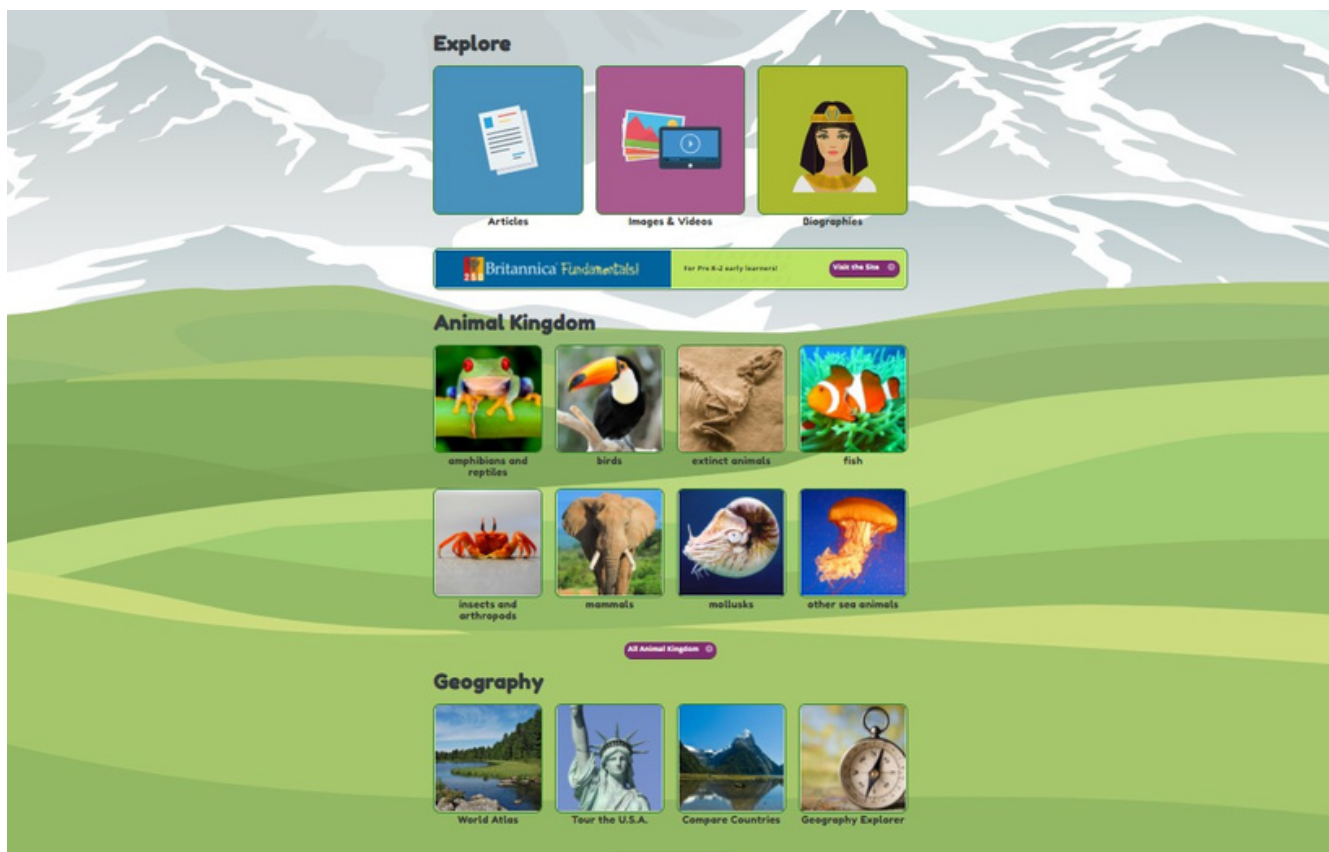 Explore
Articles
Images & Videos
Biographies
Britannica Fundamentals!
For Pre K-2 early learners!
Visit the Site
Animal Kingdom
amphibians and
reptiles
birds
extinct animals
fish
insects and
arthropods
mammals
mollusks
other sea animals
All Animal Kingdom
Geography
World Atlas
Tour the U.S.A.
Compare Countries
Geography Explorer